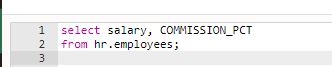 1 select salary, COMMISSION_PCT
2 from hr.employees;
3